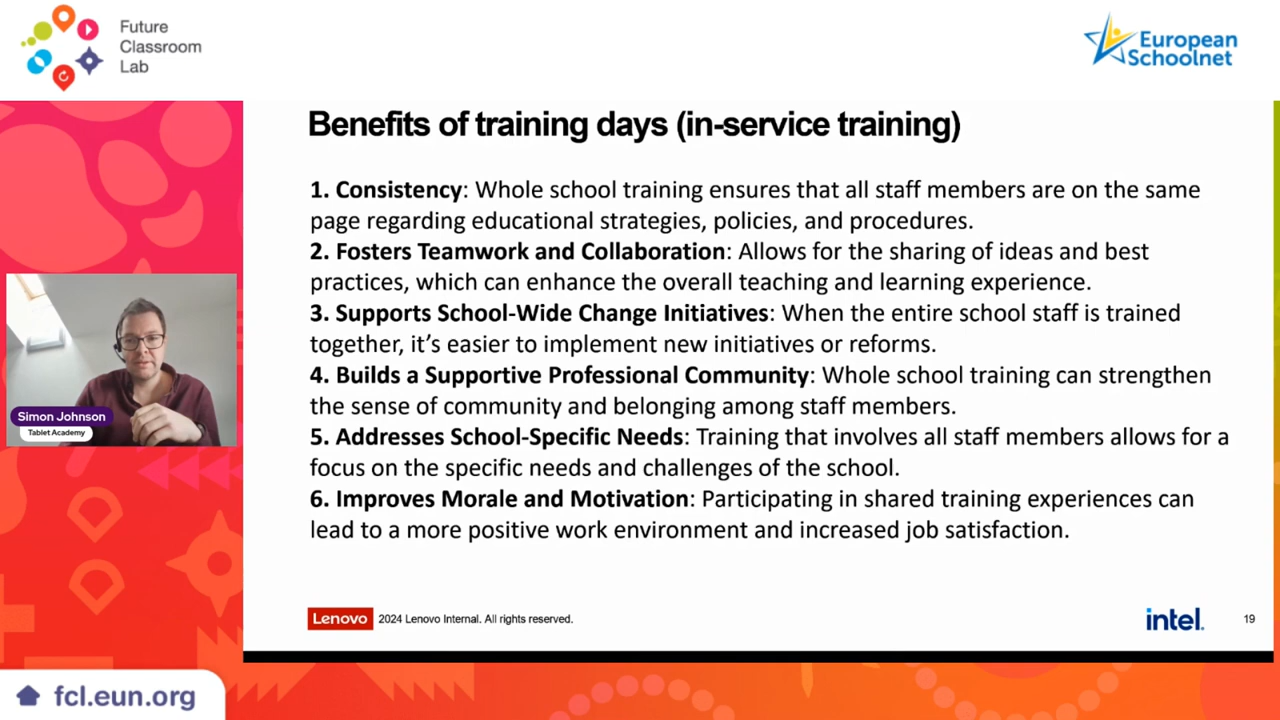 Future
Classroom
Lab
European
Schoolnet
Benefits of training days (in-service training)
1. Consistency: Whole school training ensures that all staff members are on the same
page regarding educational strategies, policies, and procedures.
2. Fosters Teamwork and Collaboration: Allows for the sharing of ideas and best
practices, which can enhance the overall teaching and learning experience.
3. Supports School-Wide Change Initiatives: When the entire school staff is trained
together, it’s easier to implement new initiatives or reforms.
4. Builds a Supportive Professional Community: Whole school training can strengthen
the sense of community and belonging among staff members.
5. Addresses School-Specific Needs: Training that involves all staff members allows for a
focus on the specific needs and challenges of the school.
6. Improves Morale and Motivation: Participating in shared training experiences can
lead to a more positive work environment and increased job satisfaction.
Simon Johnson
Tablet Academy
Lenovo 2024 Lenovo Internal. All rights reserved.
intel.
19
fcl.eun.org